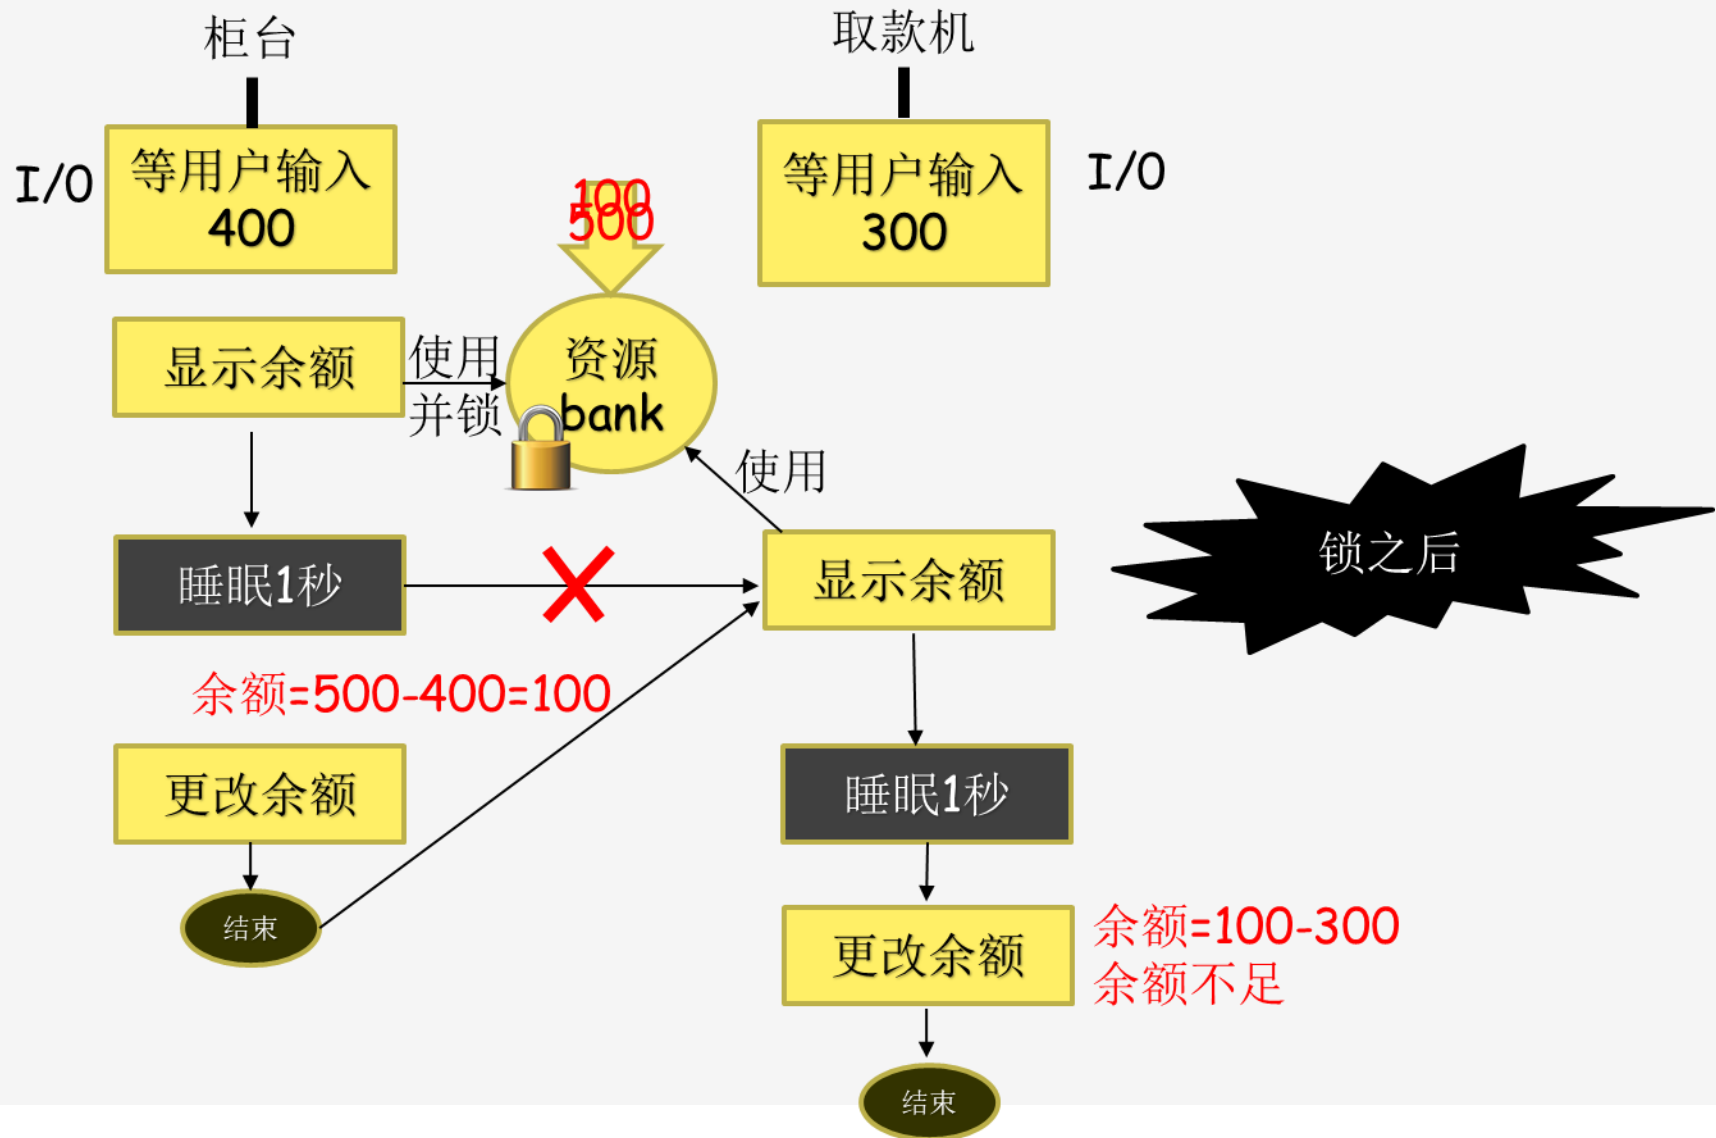 柜台
取款机
I/O
等用户输入
400
100
500
等用户输入
300
I/O
显示余额
使用
并锁
资源
bank
使用
睡眠1秒
显示余额
锁之后
余额=500-400=100
更改余额
睡眠1秒
结束
更改余额
余额=100-300
余额不足
结束